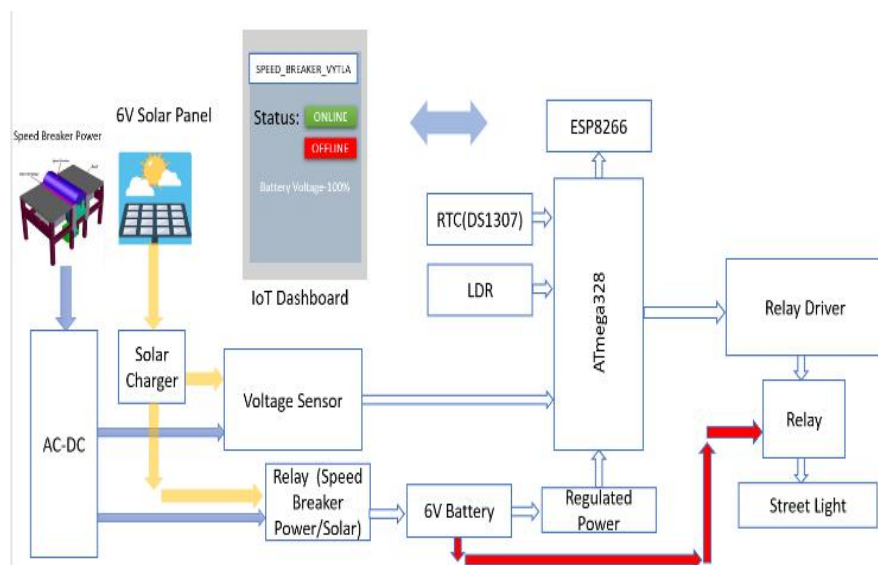 SPEED_BREAKER_VYTLA
Status: ONLINE
OFFLINE
Battery Voltage-100%
IoT Dashboard
6V Solar Panel
Speed Breaker Power
ESP8266
RTC(DS1307)
LDR
ATmega328
Relay Driver
Solar
Charger
Voltage Sensor
AC-DC
Relay (Speed
Breaker
Power/Solar)
6V Battery
Regulated
Power
Relay
Street Light